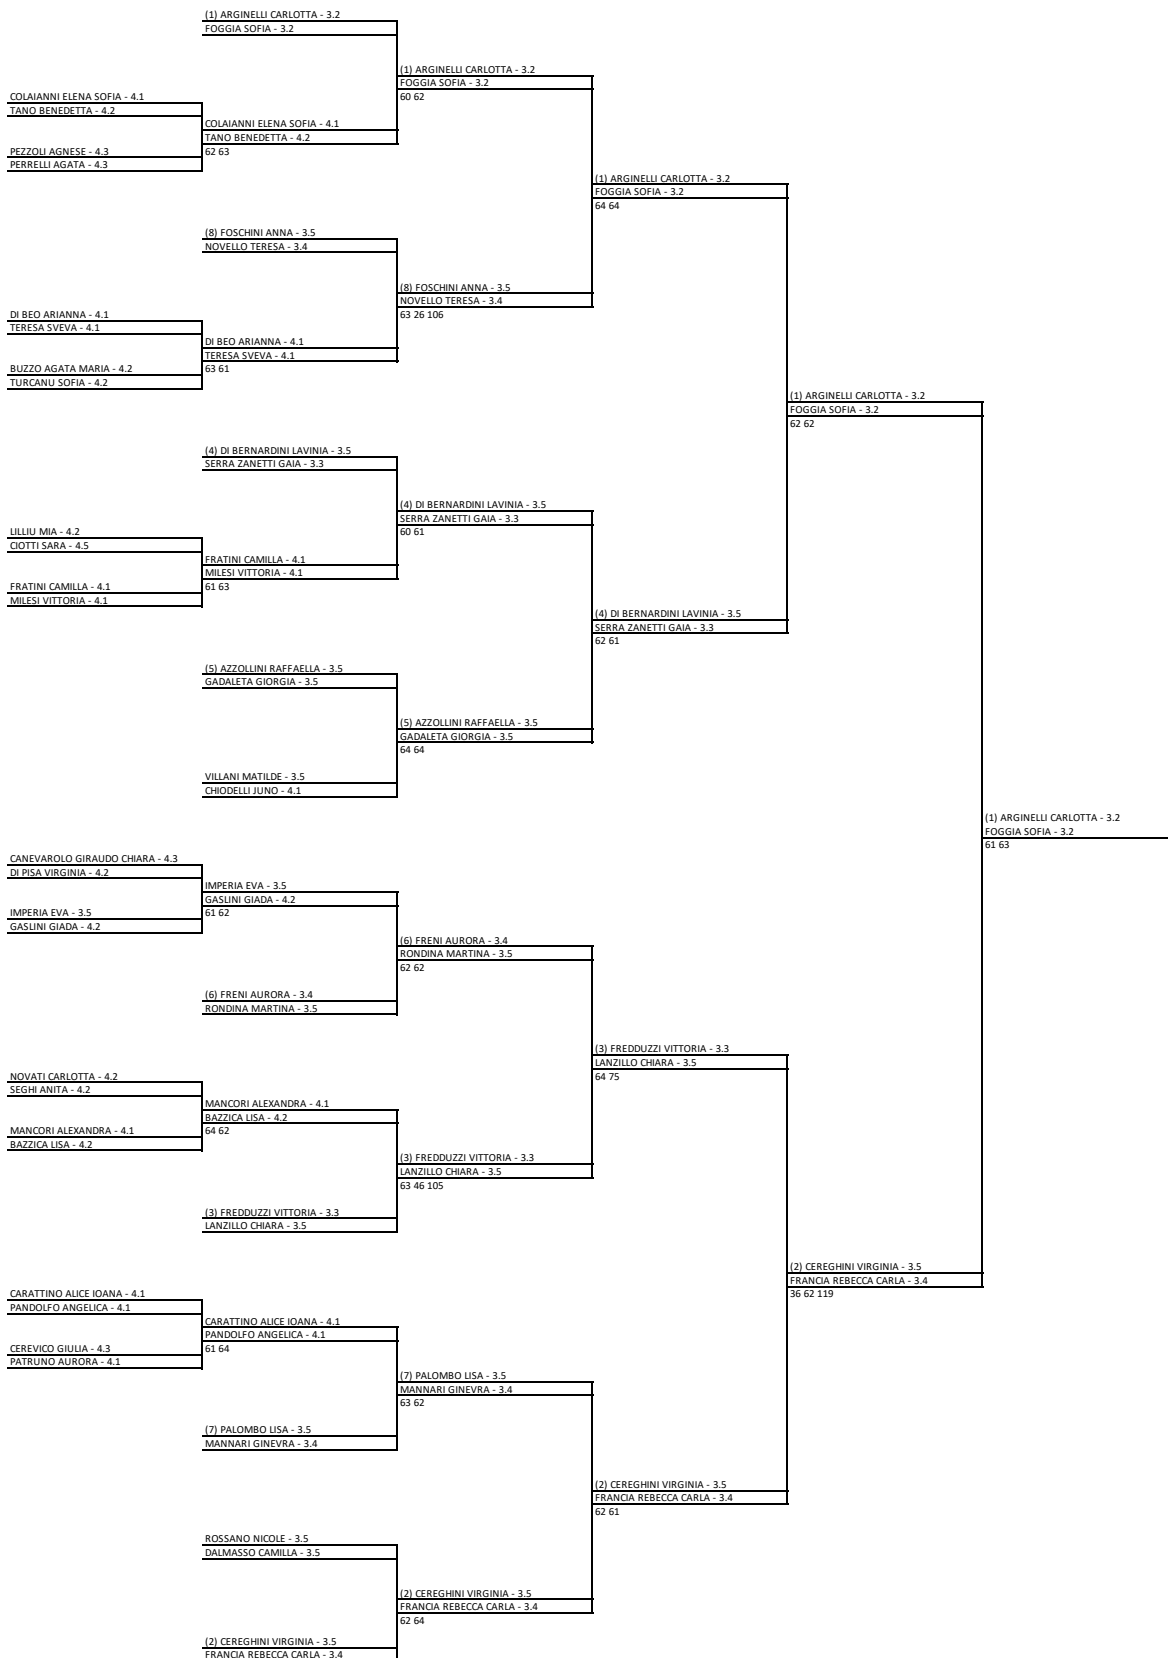 (1) ARGINELLI CARLOTTA - 3.2
FOGGIA SOFIA - 3.2
(1) ARGINELLI CARLOTTA - 3.2
FOGGIA SOFIA - 3.2
60 62
COLAIANNI ELENA SOFIA - 4.1
TANO BENEDETTA - 4.2
COLAIANNI ELENA SOFIA - 4.1
TANO BENEDETTA - 4.2
62 63
PEZZOLI AGNESE - 4.3
PERRELLI AGATA - 4.3
(1) ARGINELLI CARLOTTA - 3.2
FOGGIA SOFIA - 3.2
64 64
(8) FOSCHINI ANNA - 3.5
NOVELLO TERESA - 3.4
(8) FOSCHINI ANNA - 3.5
NOVELLO TERESA - 3.4
63 26 106
DI BEO ARIANNA - 4.1
TERESA SVEVA - 4.1
DI BEO ARIANNA - 4.1
TERESA SVEVA - 4.1
63 61
BUZZO AGATA MARIA - 4.2
TURCANU SOFIA - 4.2
(1) ARGINELLI CARLOTTA - 3.2
FOGGIA SOFIA - 3.2
62 62
(4) DI BERNARDINI LAVINIA - 3.5
SERRA ZANETTI GAIA - 3.3
(4) DI BERNARDINI LAVINIA - 3.5
SERRA ZANETTI GAIA - 3.3
60 61
LILLIU MIA - 4.2
CIOTTI SARA - 4.5
FRATINI CAMILLA - 4.1
MILESI VITTORIA - 4.1
61 63
FRATINI CAMILLA - 4.1
MILESI VITTORIA - 4.1
(4) DI BERNARDINI LAVINIA - 3.5
SERRA ZANETTI GAIA - 3.3
62 61
(5) AZZOLLINI RAFFAELLA - 3.5
GADALETA GIORGIA - 3.5
(5) AZZOLLINI RAFFAELLA - 3.5
GADALETA GIORGIA - 3.5
64 64
VILLANI MATILDE - 3.5
CHIODELLI JUNO - 4.1
(1) ARGINELLI CARLOTTA - 3.2
FOGGIA SOFIA - 3.2
61 63
CANEVAROLO GIRAUDO CHIARA - 4.3
DI PISA VIRGINIA - 4.2
IMPERIA EVA - 3.5
GASLINI GIADA - 4.2
61 62
IMPERIA EVA - 3.5
GASLINI GIADA - 4.2
(6) FRENI AURORA - 3.4
RONDINA MARTINA - 3.5
62 62
(6) FRENI AURORA - 3.4
RONDINA MARTINA - 3.5
(3) FREDDUZZI VITTORIA - 3.3
LANZILLO CHIARA - 3.5
64 75
NOVATI CARLOTTA - 4.2
SEGHI ANITA - 4.2
MANCORI ALEXANDRA - 4.1
BAZZICA LISA - 4.2
64 62
MANCORI ALEXANDRA - 4.1
BAZZICA LISA - 4.2
(3) FREDDUZZI VITTORIA - 3.3
LANZILLO CHIARA - 3.5
63 46 105
(3) FREDDUZZI VITTORIA - 3.3
LANZILLO CHIARA - 3.5
(2) CEREGHINI VIRGINIA - 3.5
FRANCIA REBECCA CARLA - 3.4
36 62 119
CARATTINO ALICE IOANA - 4.1
PANDOLFO ANGELICA - 4.1
CARATTINO ALICE IOANA - 4.1
PANDOLFO ANGELICA - 4.1
61 64
CEREVICO GIULIA - 4.3
PATRUNO AURORA - 4.1
(7) PALOMBO LISA - 3.5
MANNARI GINEVRA - 3.4
63 62
(7) PALOMBO LISA - 3.5
MANNARI GINEVRA - 3.4
(2) CEREGHINI VIRGINIA - 3.5
FRANCIA REBECCA CARLA - 3.4
62 61
ROSSANO NICOLE - 3.5
DALMASSO CAMILLA - 3.5
(2) CEREGHINI VIRGINIA - 3.5
FRANCIA REBECCA CARLA - 3.4
62 64
(2) CEREGHINI VIRGINIA - 3.5
FRANCIA REBECCA CARLA - 3.4